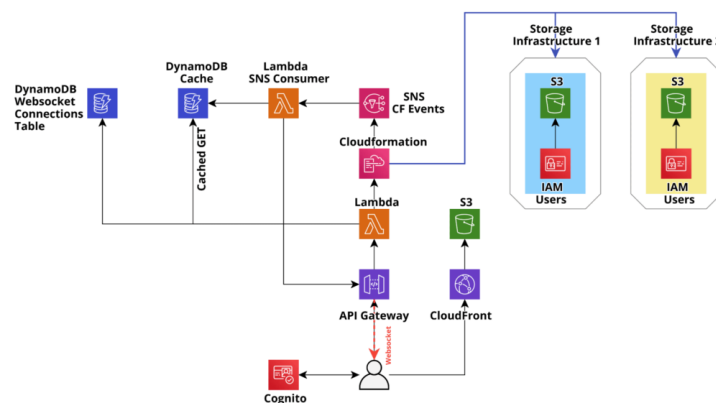 Storage
Infrastructure 1
Storage
Infrastructure
S3
S3
IAM
Users
IAM
Users
DynamoDB
Websocket
Connections
Table
DynamoDB
Cache
Lambda
SNS Consumer
SNS
CF Events
Cloudformation
Cached GET
Lambda
S3
API Gateway
CloudFront
Websocket
Cognito